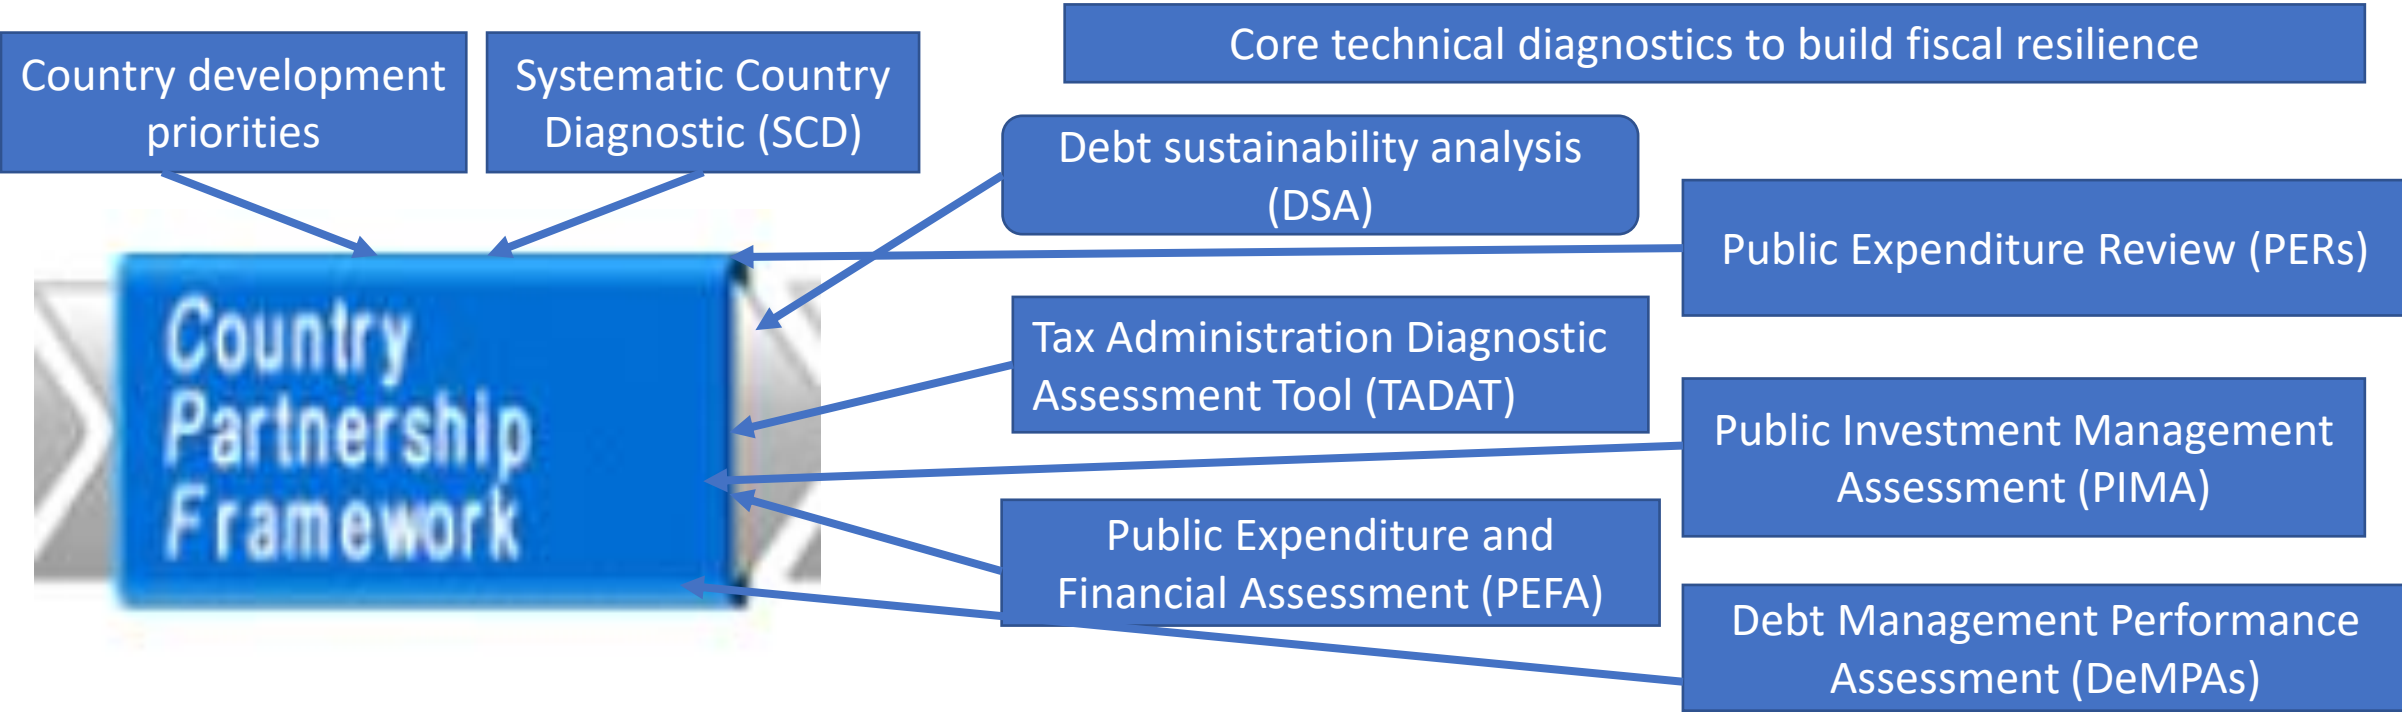 Core technical diagnostics to build fiscal resilience
Country development
priorities
Systematic Country
Diagnostic (SCD)
Debt sustainability analysis
(DSA)
Public Expenditure Review (PERs)
Country
Partnership
Framework
Tax Administration Diagnostic
Assessment Tool (TADAT)
Public Investment Management
Assessment (PIMA)
Public Expenditure and
Financial Assessment (PEFA)
Debt Management Performance
Assessment (DeMPAs)